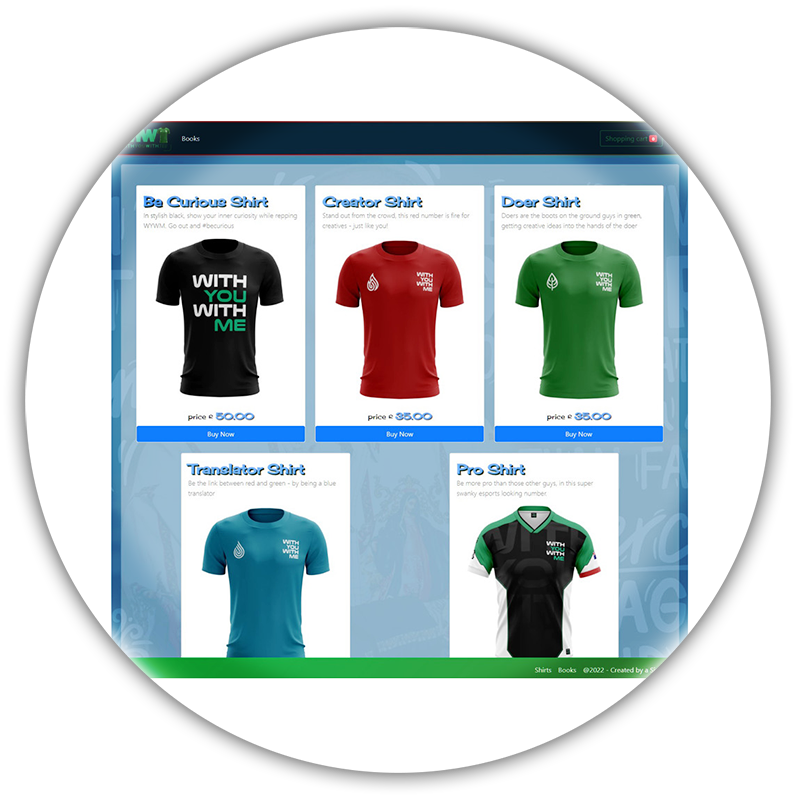 Books
Shopping cart
Be Curious Shirt
In stylish black, show your inner curiosity while repping
WYWM. Go out and #becurious
Creator Shirt
Stand out from the crowd, this red number is fire for
creatives - just like you!
Doer Shirt
Doers are the boots on the ground guys in green,
getting creative ideas into the hands of the doer
WITH
YOU
WITH
ME
WITH
YOU
WITH
ME
WITH
YOU
WITH
ME
price £ 50.00
price £ 35.00
price £ 35.00
Buy Now
Buy Now
Buy Now
Translator Shirt
Be the link between red and green - by being a blue
translator
Pro Shirt
Be more pro than those other guys, in this super
swanky esports looking number.
WITH
YOU
WITH
ME
WITH
YOU
WITH
ME
Shirts Books @2022 - Created by a